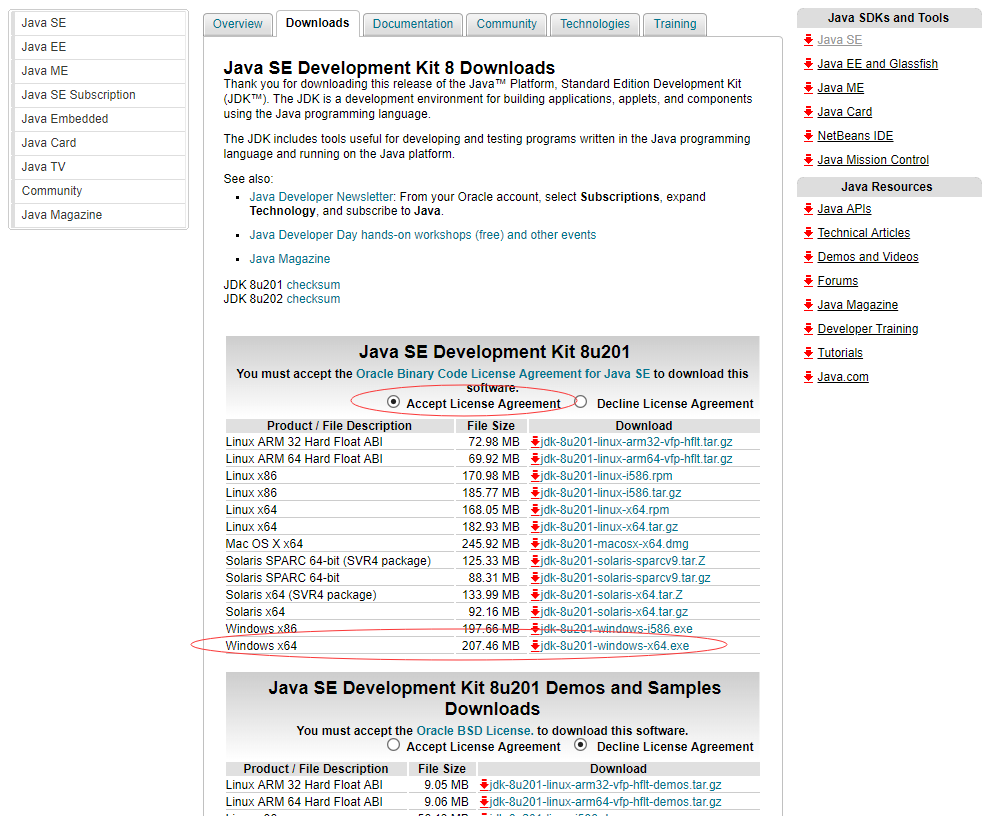 Java SE
Java EE
Java ME
Java SE Subscription
Java Embedded
Java Card
Java TV
Community
Java Magazine
Overview Downloads Documentation Community Technologies Training
Java SE Development Kit 8 Downloads
Thank you for downloading this release of the Java™ Platform, Standard Edition Development Kit
(JDK™). The JDK is a development environment for building applications, applets, and components
using the Java programming language.
The JDK includes tools useful for developing and testing programs written in the Java programming
language and running on the Java platform.
See also:
Java Developer Newsletter: From your Oracle account, select Subscriptions, expand
Technology, and subscribe to Java.
Java Developer Day hands-on workshops (free) and other events
Java Magazine
JDK 8u201 checksum
JDK 8u202 checksum
Java SE Development Kit 8u201
You must accept the Oracle Binary Code License Agreement for Java SE to download this
software.
Accept License Agreement Decline License Agreement
Product / File Description File Size Download
Linux ARM 32 Hard Float ABI 72.98 MB jdk-8u201-linux-arm32-vfp-hflt.tar.gz
Linux ARM 64 Hard Float ABI 69.92 MB jdk-8u201-linux-arm64-vfp-hflt.tar.gz
Linux x86 170.98 MB jdk-8u201-linux-i586.rpm
Linux x86 185.77 MB jdk-8u201-linux-i586.tar.gz
Linux x64 168.05 MB jdk-8u201-linux-x64.rpm
Linux x64 182.93 MB jdk-8u201-linux-x64.tar.gz
Mac OS X x64 245.92 MB jdk-8u201-macosx-x64.dmg
Solaris SPARC 64-bit (SVR4 package) 125.33 MB jdk-8u201-solaris-sparcv9.tar.Z
Solaris SPARC 64-bit 88.31 MB jdk-8u201-solaris-sparcv9.tar.gz
Solaris x64 (SVR4 package) 133.99 MB jdk-8u201-solaris-x64.tar.Z
Solaris x64 92.16 MB jdk-8u201-solaris-x64.tar.gz
Windows x86 197.66 MB jdk-8u201-windows-i586.exe
Windows x64 207.46 MB jdk-8u201-windows-x64.exe
Java SE Development Kit 8u201 Demos and Samples
Downloads
You must accept the Oracle BSD License. to download this software.
Accept License Agreement Decline License Agreement
Product / File Description File Size Download
Linux ARM 32 Hard Float ABI 9.05 MB jdk-8u201-linux-arm32-vfp-hflt-demos.tar.gz
Linux ARM 64 Hard Float ABI 9.06 MB jdk-8u201-linux-arm64-vfp-hflt-demos.tar.gz
Java SDKs and Tools
Java SE
Java EE and Glassfish
Java ME
Java Card
NetBeans IDE
Java Mission Control
Java Resources
Java APIs
Technical Articles
Demos and Videos
Forums
Java Magazine
Developer Training
Tutorials
Java.com